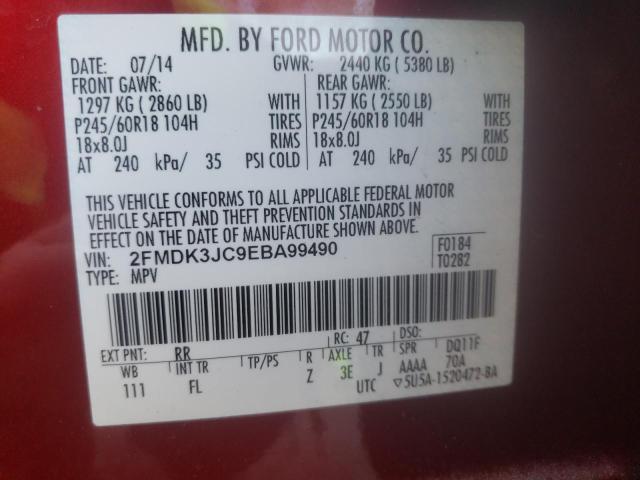 MFD. BY FORD MOTOR CO.
DATE: 07/14 GVWR: 2440 KG ( 5380 LB)
FRONT GAWR: REAR GAWR:
1297 KG ( 2860 LB) WITH 1157 KG ( 2550 LB) WITH
P245/60R18 104H TIRES P245/60R18 104H TIRES
18x8.0J RIMS 18x8.0J RIMS
AT 240 kPa/ 35 PSI COLD AT 240 kPa/ 35 PSI COLD
THIS VEHICLE CONFORMS TO ALL APPLICABLE FEDERAL MOTOR
VEHICLE SAFETY AND THEFT PREVENTION STANDARDS IN
EFFECT ON THE DATE OF MANUFACTURE SHOWN ABOVE.
VIN: 2FMDK3JC9EBA99490 F0184
TYPE: MPV T0282
EXT PNT: RR RC: 47 DSO:
WB INT TR TP/PS R AXLE TR SPR DQ11F
111 FL Z 3E J AAAA 70A
UTC ▽5U5A-1520472-BA